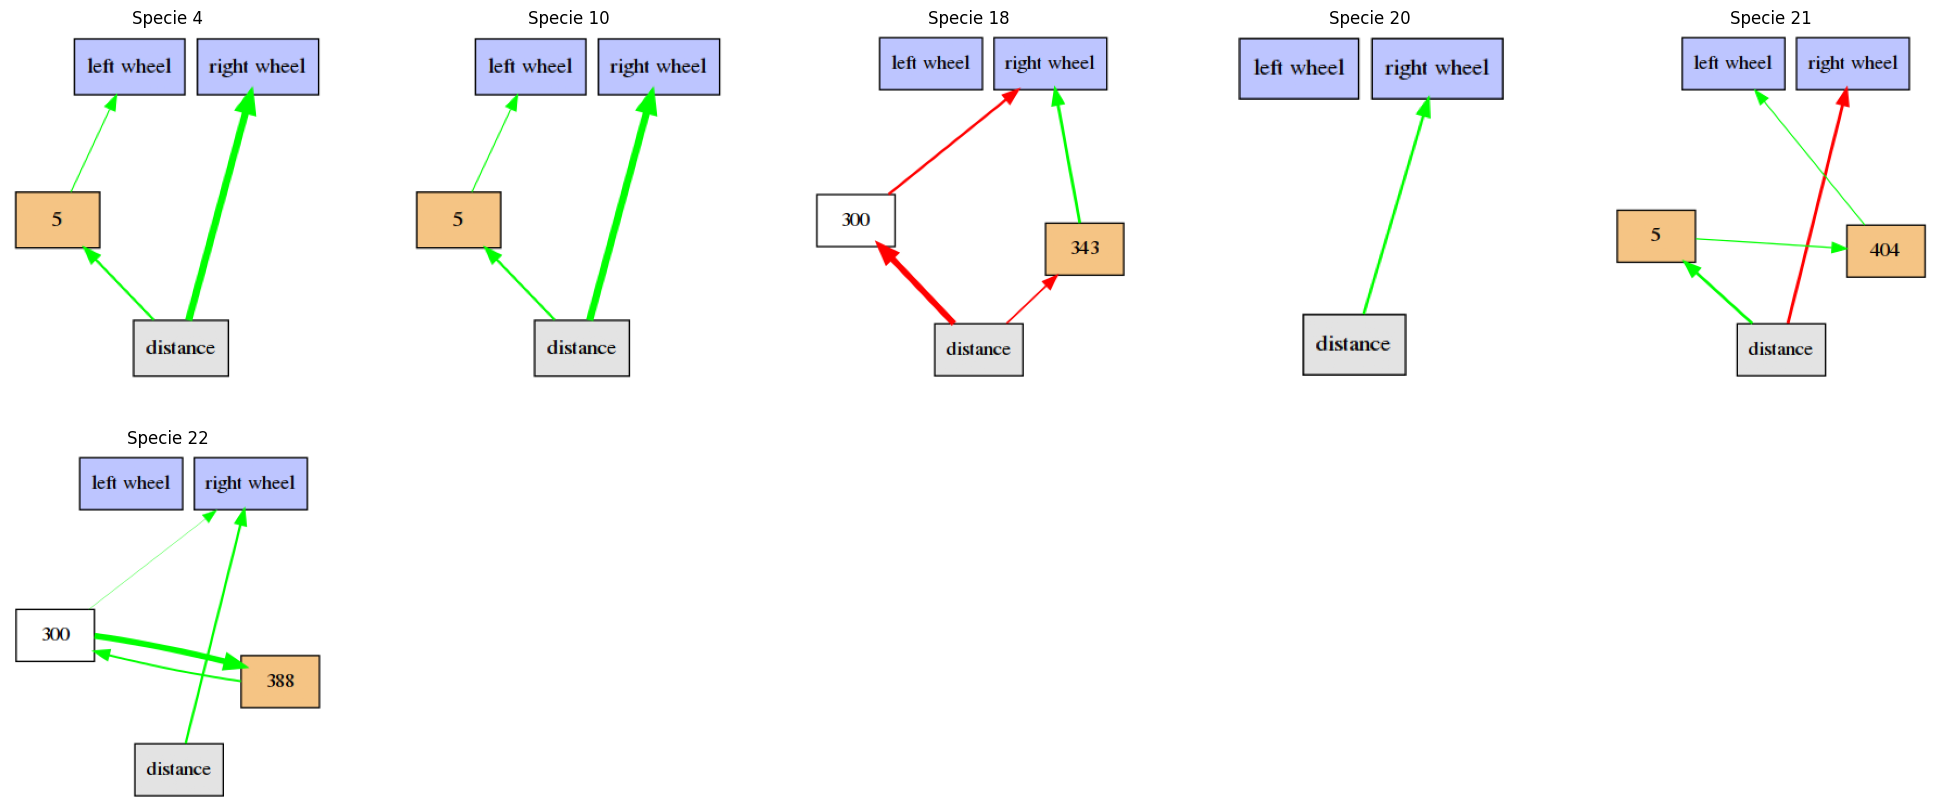 Specie 4
left wheel right wheel
5
distance
Specie 10
left wheel right wheel
5
distance
Specie 18
left wheel right wheel
300
343
distance
Specie 20
left wheel right wheel
distance
Specie 21
left wheel right wheel
5
404
distance
Specie 22
left wheel right wheel
300
388
distance